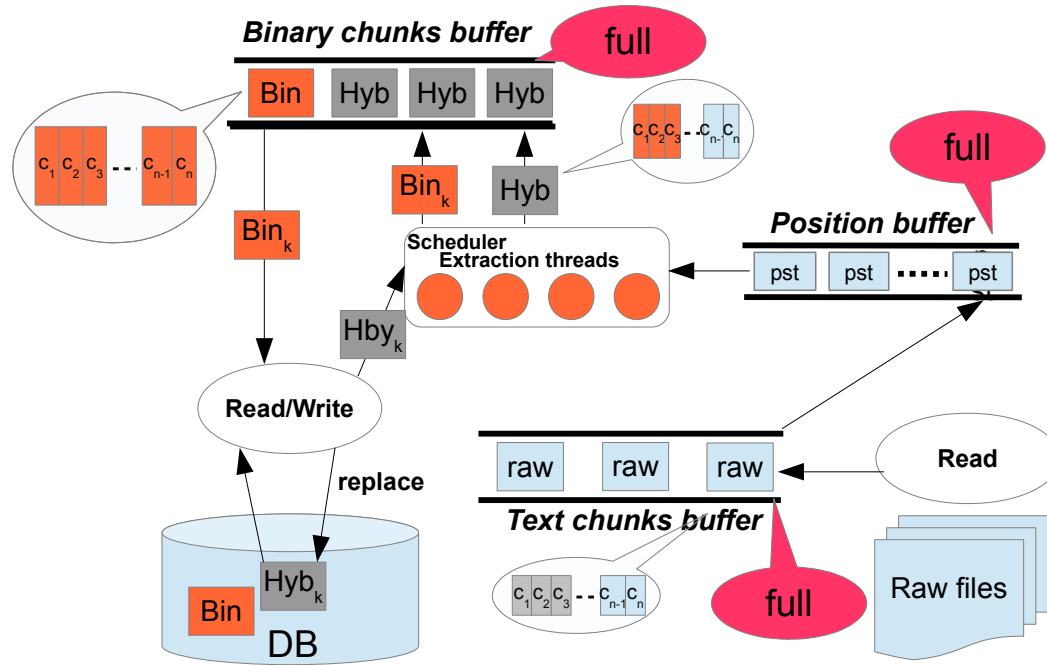 Binary chunks buffer
full
Bin Hyb Hyb Hyb
c1 c2 c3 cn-1 cn
c1 c2 c3 cn-1 cn
full
Bink
Hyb
Bink
Position buffer
Scheduler
Extraction threads
pst pst pst
Hbyk
Read/Write
raw raw raw
Read
replace
Text chunks buffer
Hybk
c1 c2 c3 cn-1 cn
full
Raw files
Bin
DB